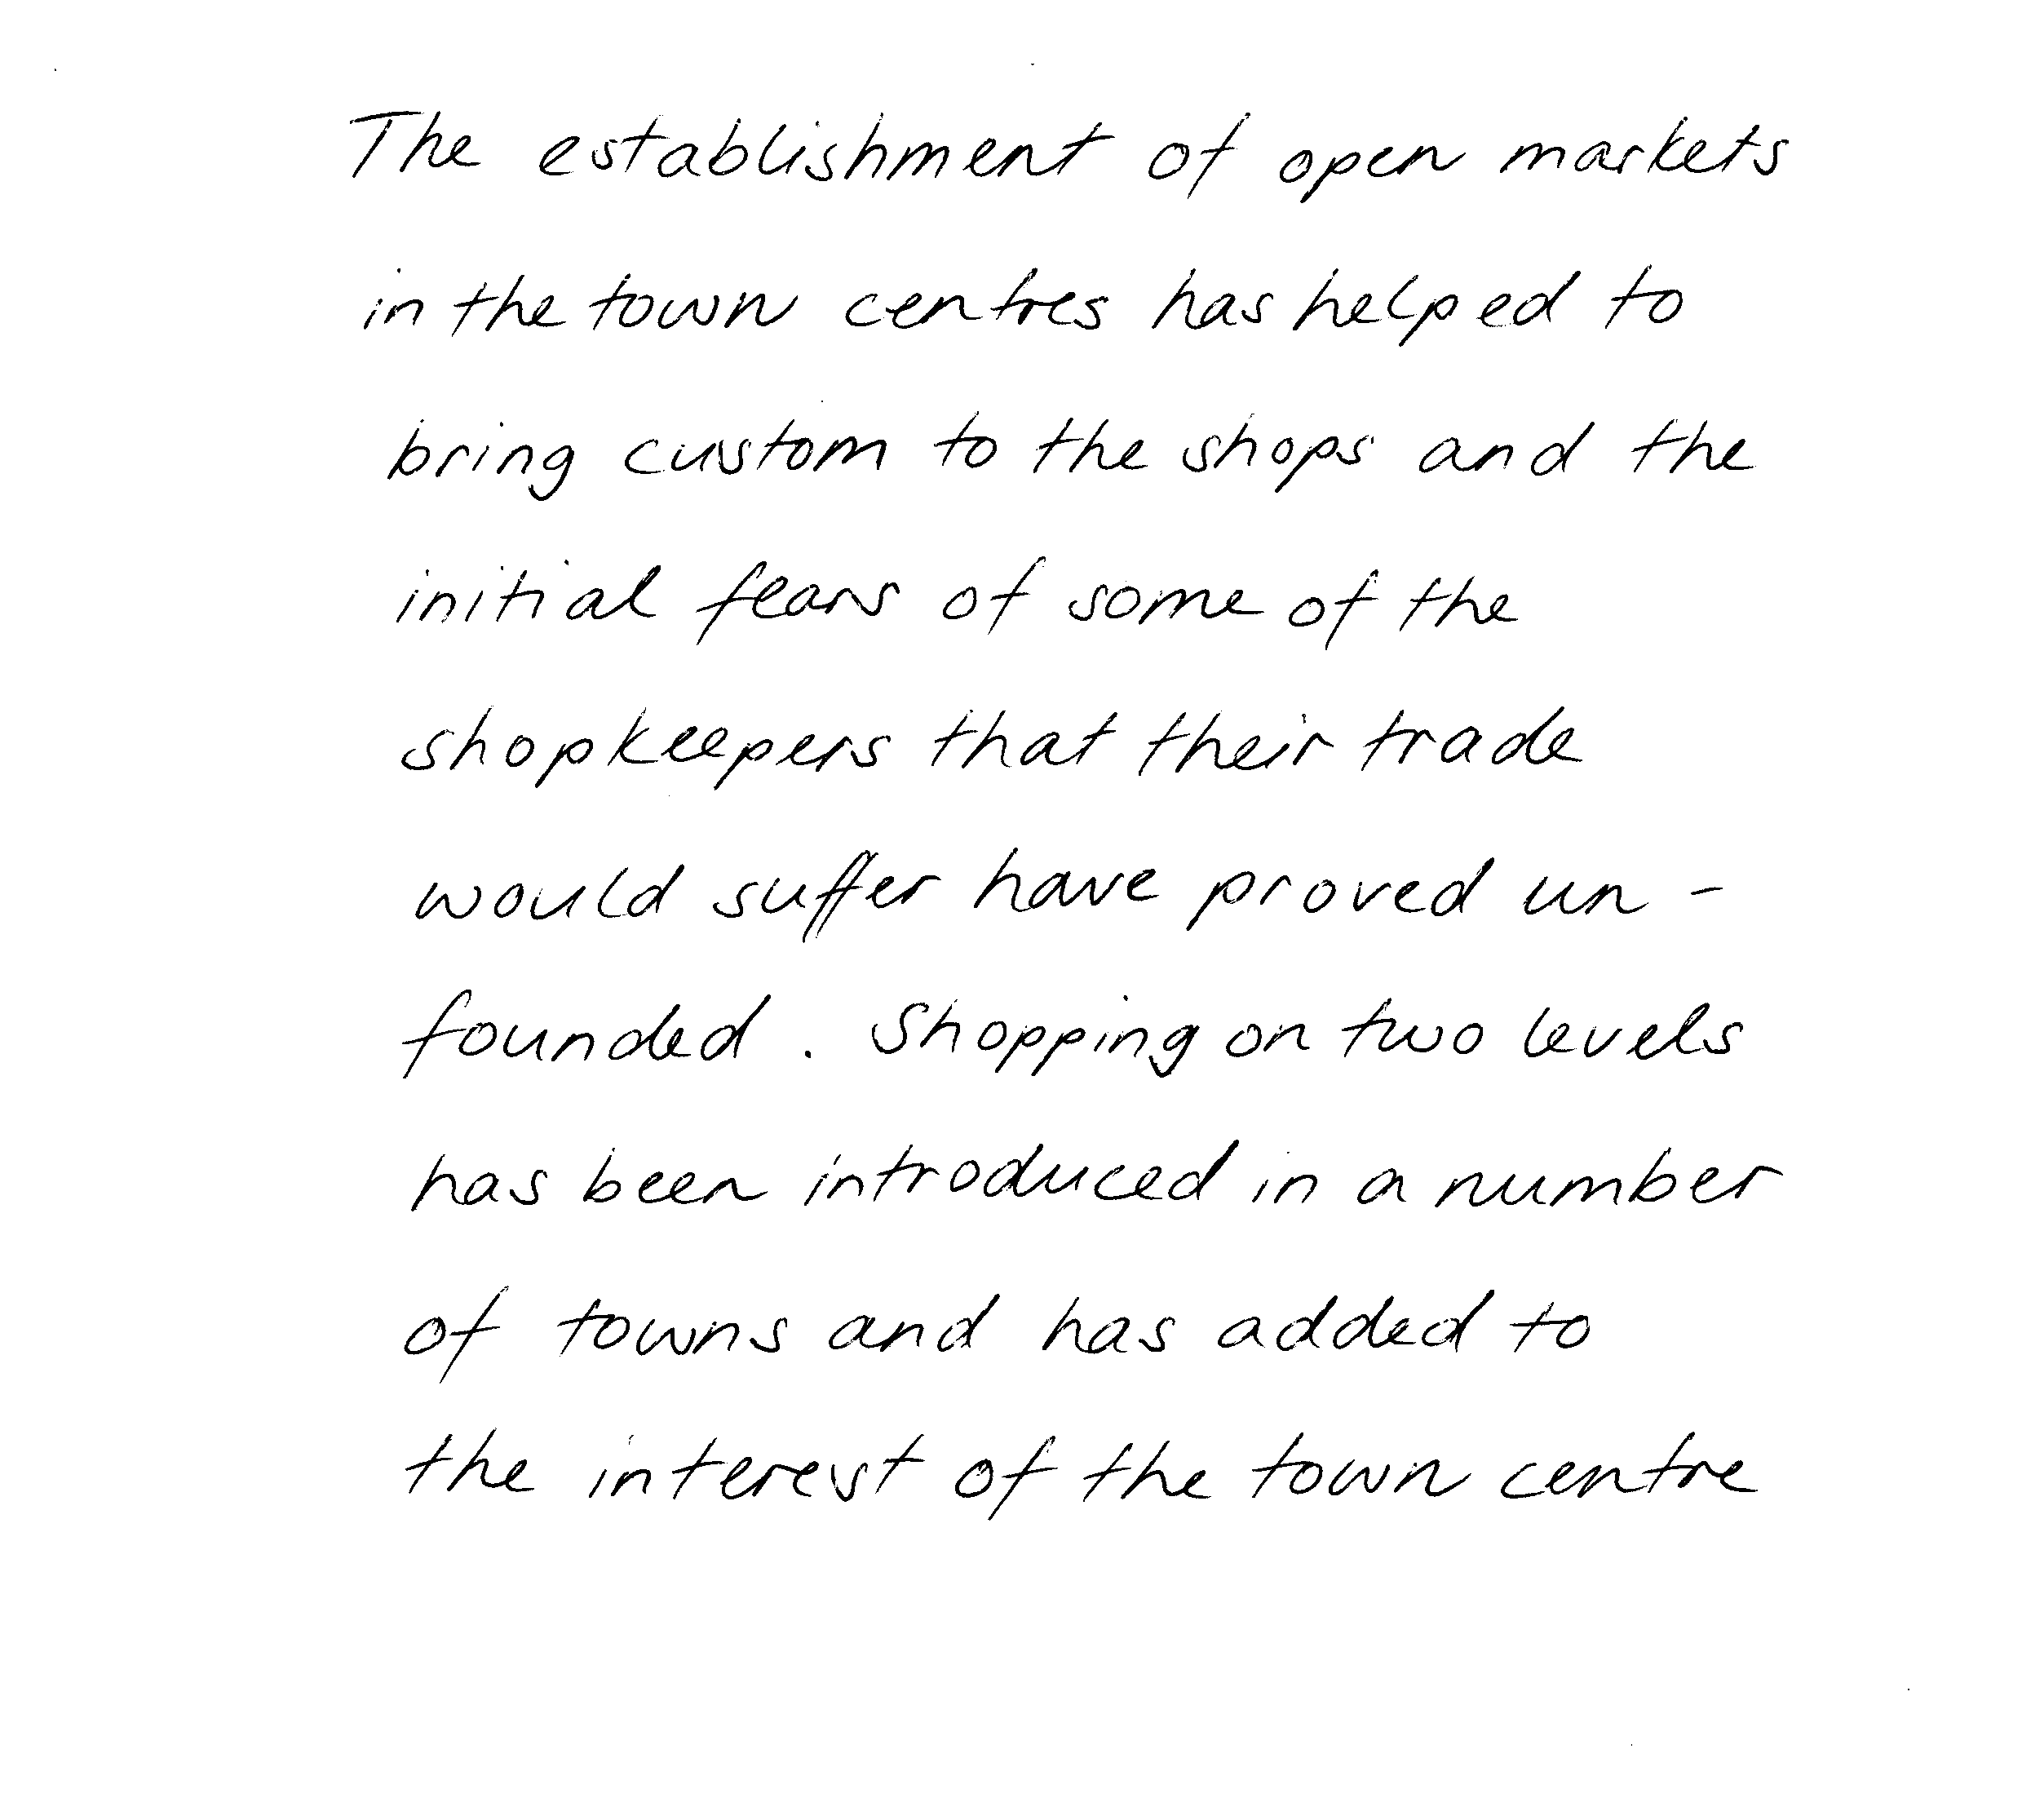 The establishment of open markets
in the town centres has helped to
bring custom to the shops and the
initial fears of some of the
shopkeepers that their trade
would suffer have proved un-
founded. Shopping on two levels
has been introduced in a number
of towns and has added to
the interest of the town centre